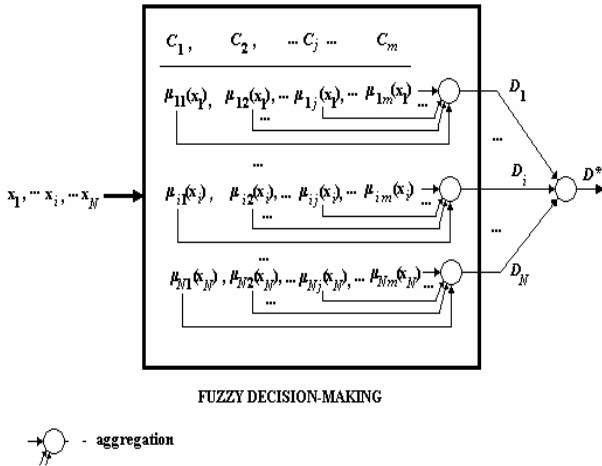 C1 , C2 , ... Cj ... Cm
μ11(x1), μ12(x1), ... μ1j(x1), ... μ1m(x1) ...
...
D1
...
...
x1, ... xi, ... xN
μi1(xi) , μi2(xi), ... μij(xi), ... μim(xi) ...
...
Di
D*
...
...
μN1(xN) , μN2(xN), ... μNj(xN), ... μNm(xN) ...
...
DN
FUZZY DECISION-MAKING
- aggregation